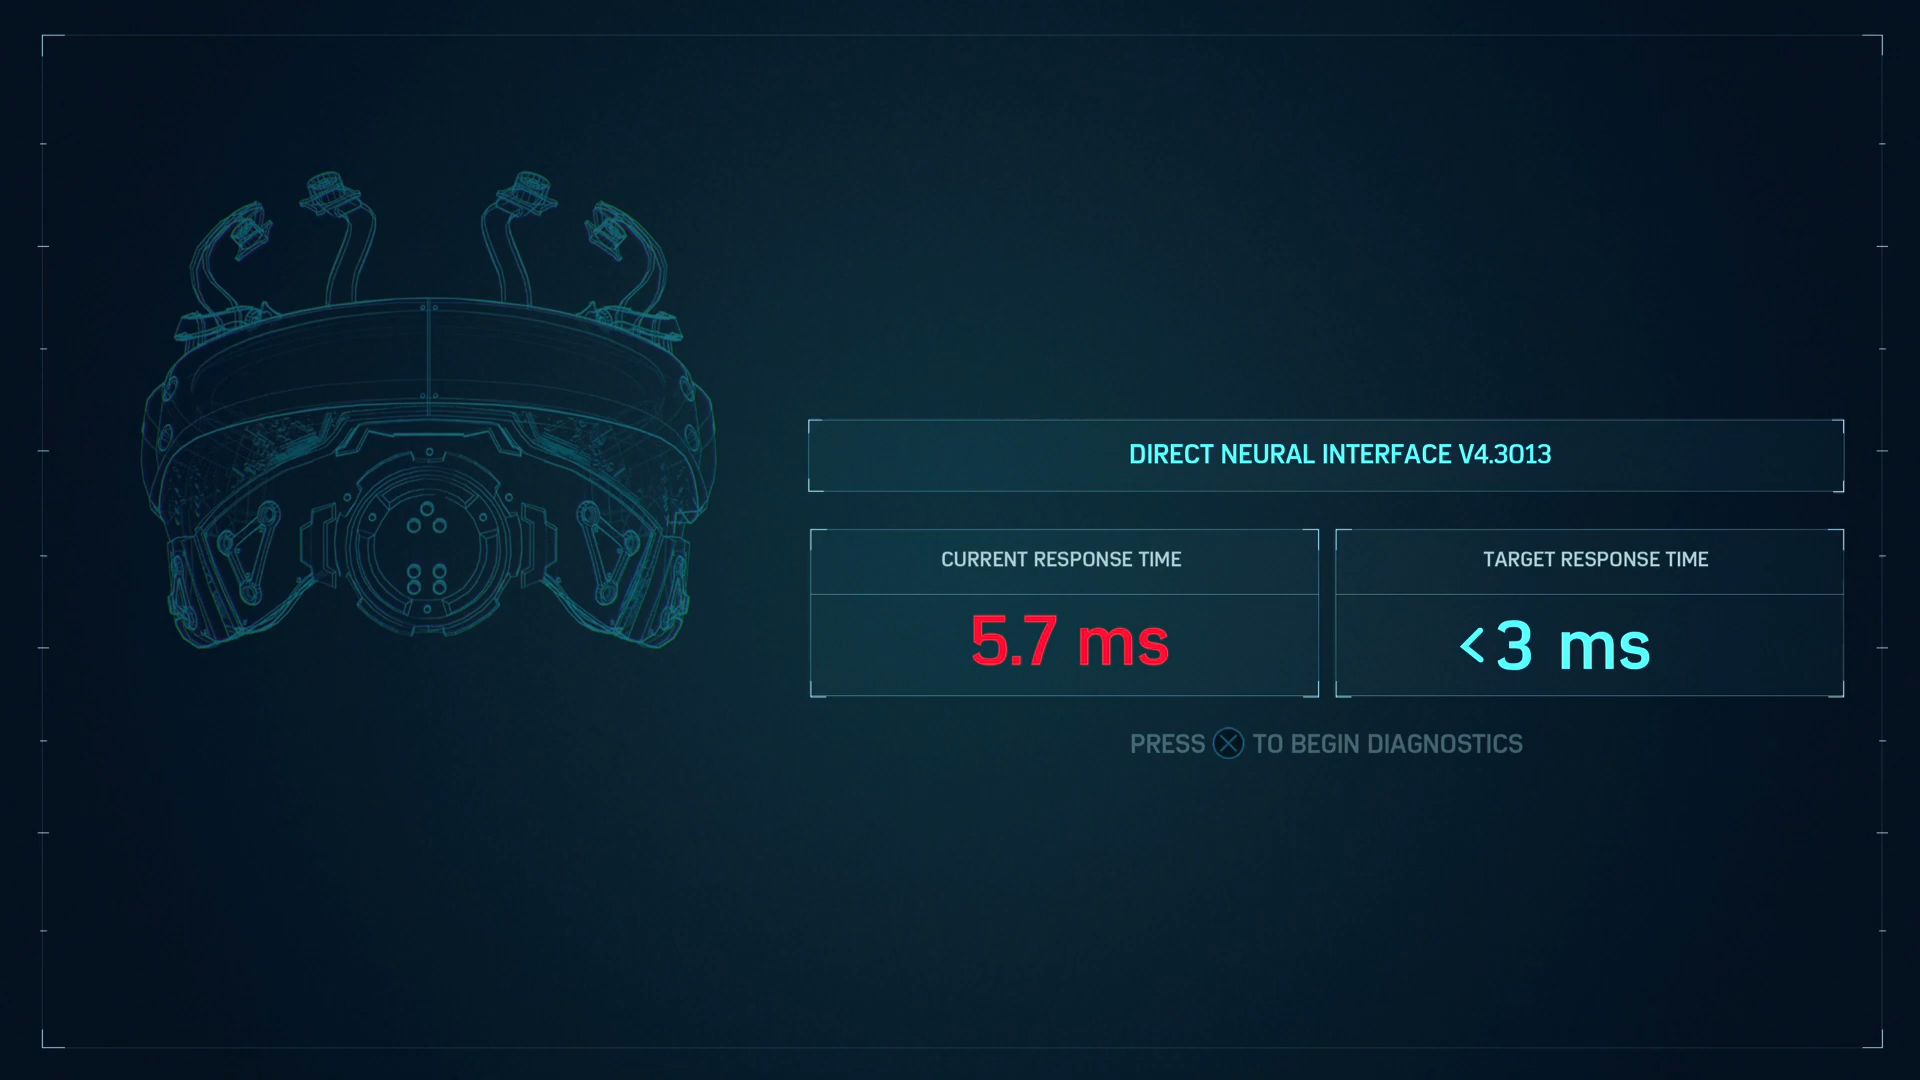 DIRECT NEURAL INTERFACE V4.3013
CURRENT RESPONSE TIME
5.7 ms
TARGET RESPONSE TIME
<3 ms
PRESS TO BEGIN DIAGNOSTICS